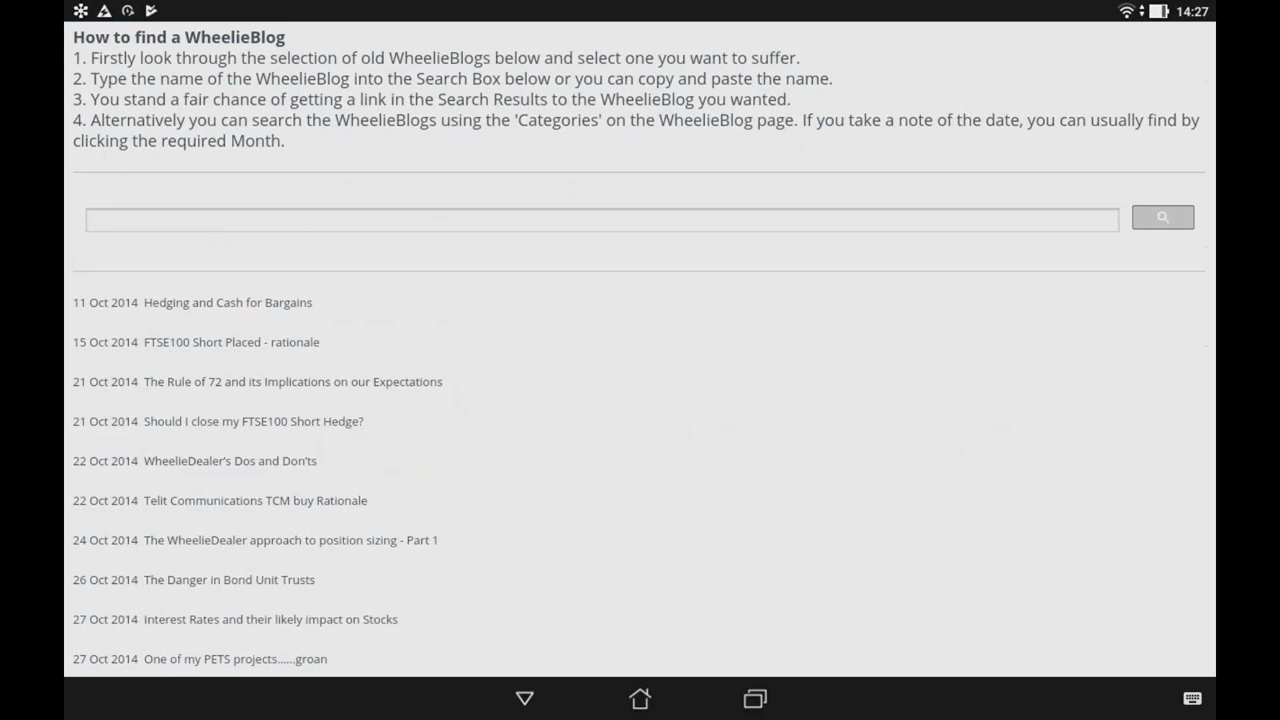 14:27
How to find a WheelieBlog
1. Firstly look through the selection of old WheelieBlogs below and select one you want to suffer.
2. Type the name of the WheelieBlog into the Search Box below or you can copy and paste the name.
3. You stand a fair chance of getting a link in the Search Results to the WheelieBlog you wanted.
4. Alternatively you can search the WheelieBlogs using the 'Categories' on the WheelieBlog page. If you take a note of the date, you can usually find by
clicking the required Month.
11 Oct 2014  Hedging and Cash for Bargains
15 Oct 2014  FTSE100 Short Placed - rationale
21 Oct 2014  The Rule of 72 and its Implications on our Expectations
21 Oct 2014  Should I close my FTSE100 Short Hedge?
22 Oct 2014  WheelieDealer’s Dos and Don’ts
22 Oct 2014  Telit Communications TCM buy Rationale
24 Oct 2014  The WheelieDealer approach to position sizing - Part 1
26 Oct 2014  The Danger in Bond Unit Trusts
27 Oct 2014  Interest Rates and their likely impact on Stocks
27 Oct 2014  One of my PETS projects......groan